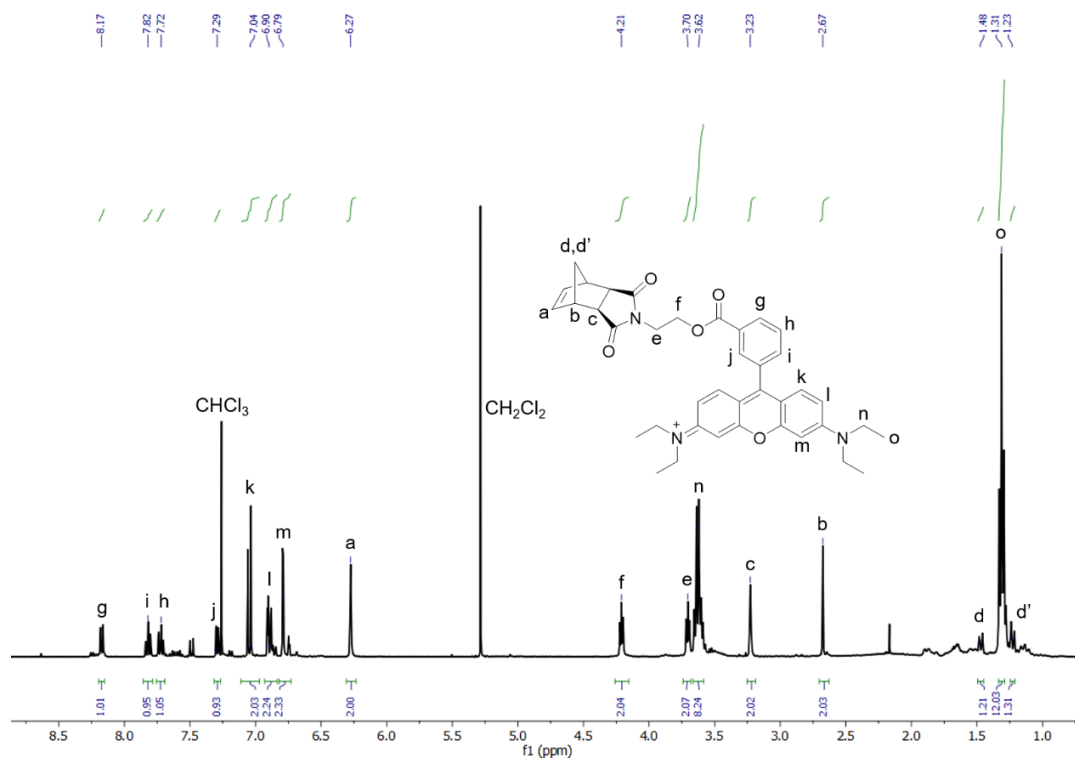 8.17 7.82 7.72 7.29 7.04 6.90 6.79 6.27 4.21 3.70 3.62 3.23 2.67 1.48 1.31 1.23
o
d,d'
O
O
f
g
a
b
N
O
h
c
e
j
i
O
CHCl3
CH2Cl2
k
l
n
+
N
O
m
N
o
k
n
m
a
b
l
c
f
e
g
i
h
j
d
d'
1.01 0.95 1.05 0.93 2.03 2.24 2.33 2.00 2.04 2.07 8.24 2.02 2.03 1.21 12.03 1.31
8.5 8.0 7.5 7.0 6.5 6.0 5.5 5.0 4.5 4.0 3.5 3.0 2.5 2.0 1.5 1.0
f1 (ppm)